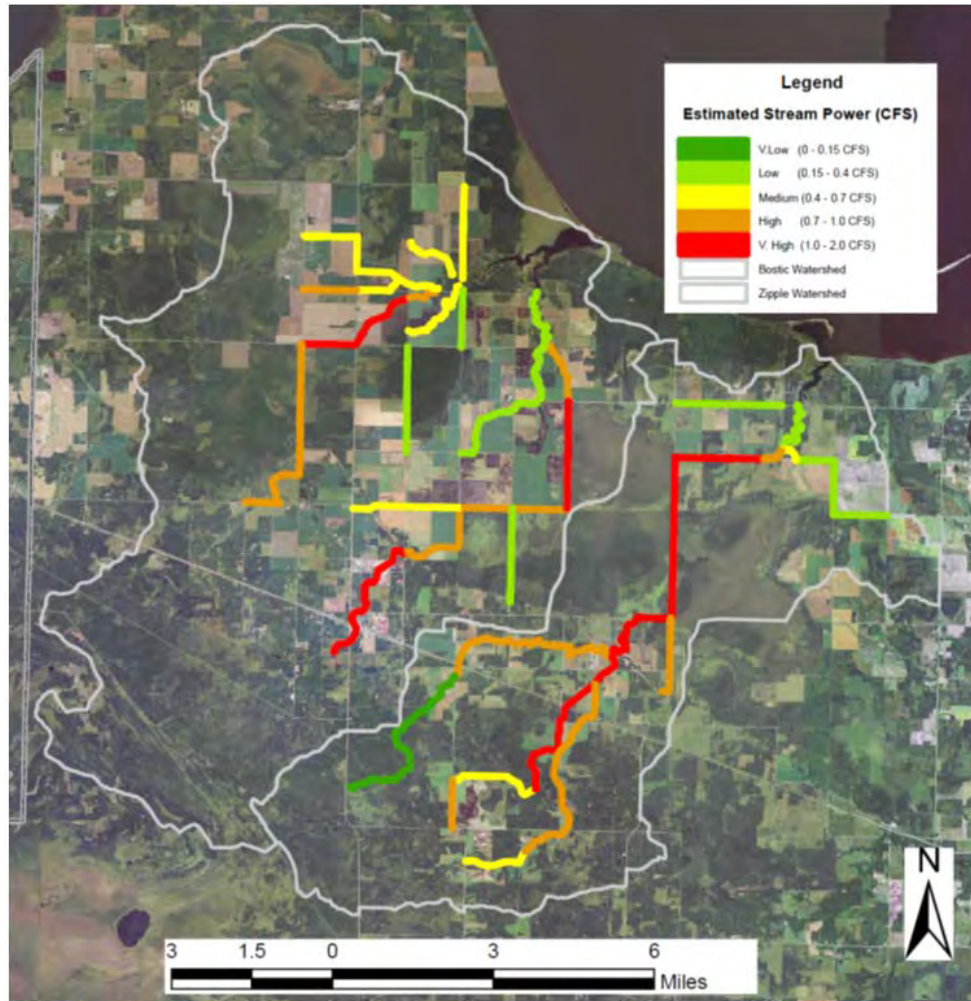 Legend
Estimated Stream Power (CFS)
V.Low (0 - 0.15 CFS)
Low (0.15 - 0.4 CFS)
Medium (0.4 - 0.7 CFS)
High (0.7 - 1.0 CFS)
V. High (1.0 - 2.0 CFS)
Bostic Watershed
Zipple Watershed
N
3 1.5 0 3 6
Miles